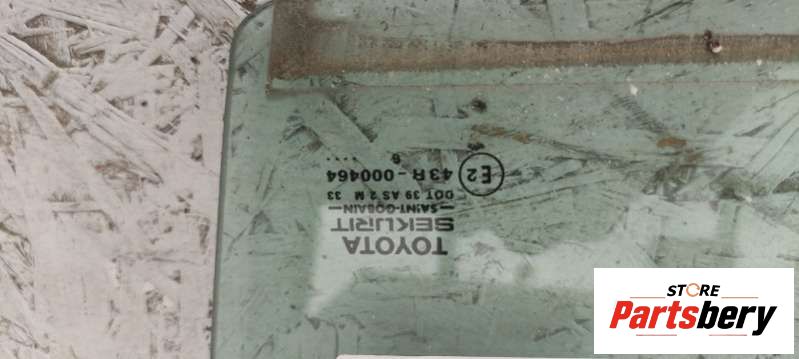 TOYOTA
SEKURIT
SAINT-GOBAIN
DOT 39 AS 2 M 33
E2 43R-000464
6 ....
STORE
Partsbery